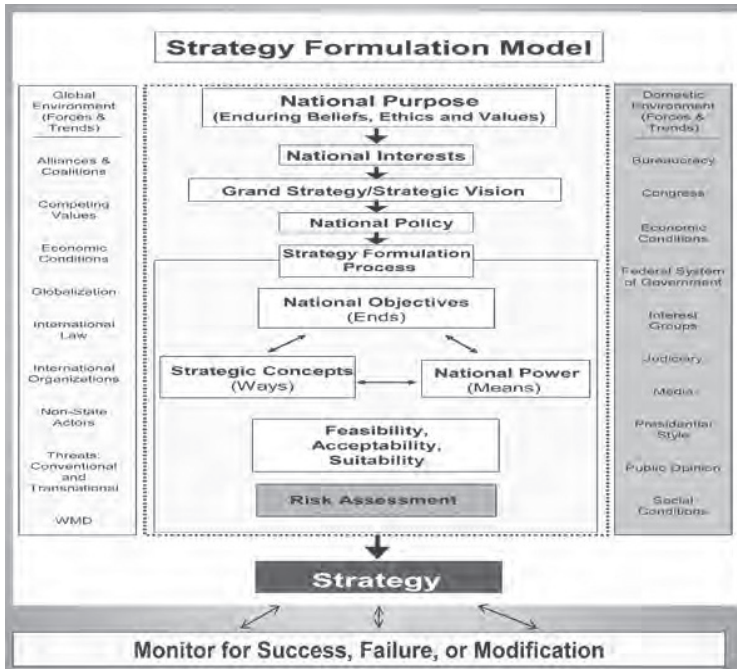 Strategy Formulation Model
Global
Environment
(Forces &
Trends)
Alliances &
Coalitions
Competing
Values
Economic
Conditions
Globalization
International
Law
International
Organizations
Non-State
Actors
Threats:
Conventional
and
Transnational
WMD
National Purpose
(Enduring Beliefs, Ethics and Values)
National Interests
Grand Strategy/Strategic Vision
National Policy
Strategy Formulation
Process
National Objectives
(Ends)
Strategic Concepts
(Ways)
National Power
(Means)
Feasibility,
Acceptability,
Suitability
Risk Assessment
Domestic
Environment
(Forces
& Trends)
Bureaucracy
Congress
Economic
Conditions
Federal System
of Government
Interest
Groups
Judiciary
Media
Presidential
Style
Public Opinion
Social
Conditions
Strategy
Monitor for Success, Failure, or Modification